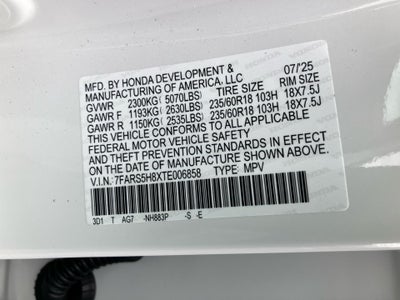 MFD. BY HONDA DEVELOPMENT & 07/'25
MANUFACTURING OF AMERICA, LLC
GVWR 2300KG(5070LBS) TIRE SIZE RIM SIZE
GAWR F 1193KG(2630LBS) 235/60R18 103H 18X7.5J
GAWR R 1150KG(2535LBS) 235/60R18 103H 18X7.5J
THIS VEHICLE CONFORMS TO ALL APPLICABLE
FEDERAL MOTOR VEHICLE SAFETY
AND THEFT PREVENTION STANDARDS IN EFFECT
ON THE DATE OF MANUFACTURE SHOWN ABOVE.
V.I.N.: 7FARS5H8XTE006858 TYPE: MPV
3D1 T AG7 -NH883P -S -E